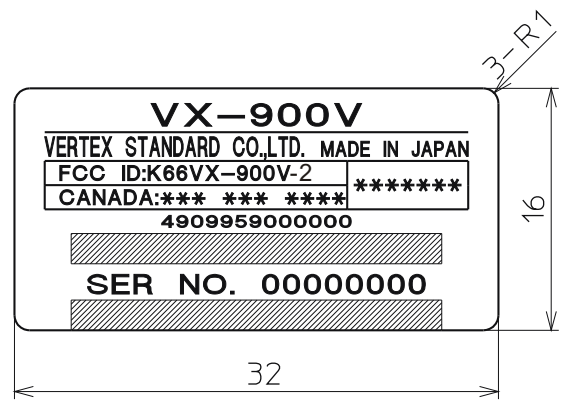 3-R1
VX-900V
VERTEX STANDARD CO.,LTD. MADE IN JAPAN
FCC ID:K66VX-900V-2
*******
CANADA:*** *** ****
4909959000000
SER NO. 00000000
16
32